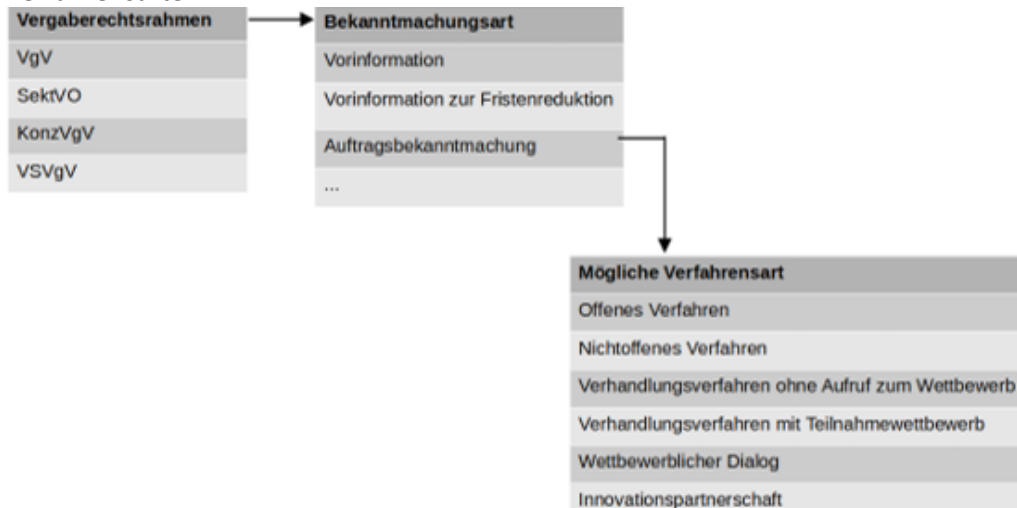 Vergaberechtsrahmen
VgV
SektVO
KonzVgV
VSVgV
Bekanntmachungsart
Vorinformation
Vorinformation zur Fristenreduktion
Auftragsbekanntmachung
...
Mögliche Verfahrensart
Offenes Verfahren
Nichtoffenes Verfahren
Verhandlungsverfahren ohne Aufruf zum Wettbewerb
Verhandlungsverfahren mit Teilnahmewettbewerb
Wettbewerblicher Dialog
Innovationspartnerschaft